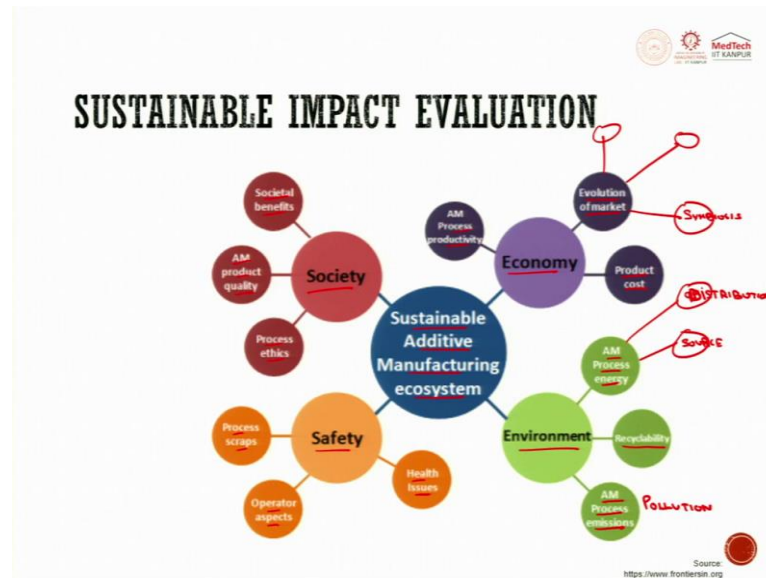 MedTech
IIT KANPUR
SUSTAINABLE IMPACT EVALUATION
Societal
benefits
AM
product
quality
Process
ethics
Society
AM
Process
productivity
Economy
Evolution
of market
SYMBIOSIS
Product
cost
Sustainable
Additive
Manufacturing
ecosystem
DISTRIBUTIO
SOURCE
AM
Process
energy
Environment
Recyclability
AM
Process
emissions
POLLUTION
Process
scraps
Safety
Health
Issues
Operator
aspects
Source:
https://www.frontiersin.org